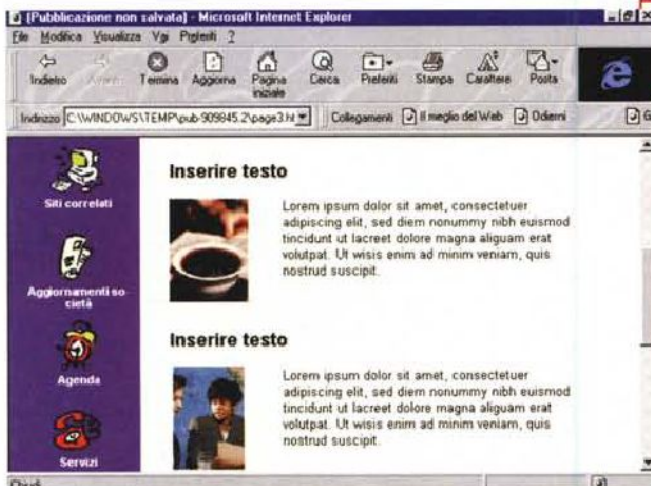 [Pubblicazione non salvata] - Microsoft Internet Explorer
File Modifica Visualizza Vai Preferiti ?
Indietro Avanti Termina Aggiorna Pagina iniziale Cerca Preferiti Stampa Carattere Posta
Indirizzo C:\WINDOWS\TEMP\pub-909845.2\page3.ht Collegamenti Il meglio del Web Odierni G
Siti correlati
Aggiornamenti so
cietà
Agenda
Servizi
Inserire testo
Lorem ipsum dolor sit amet, consectetuer
adipiscing elit, sed diem nonummy nibh euismod
tincidunt ut lacreet dolore magna aliguam erat
volutpat. Ut wisis enim ad minim veniam, quis
nostrud suscipit.
Inserire testo
Lorem ipsum dolor sit amet, consectetuer
adipiscing elit, sed diem nonummy nibh euismod
tincidunt ut lacreet dolore magna aliguam erat
volutpat. Ut wisis enim ad minim veniam, quis
nostrud suscipit.